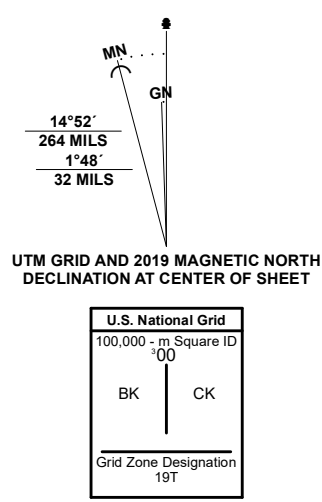 MN
GN
14°52´
264 MILS
1°48´
32 MILS
UTM GRID AND 2019 MAGNETIC NORTH
DECLINATION AT CENTER OF SHEET
U.S. National Grid
100,000 - m Square ID
³00
BK CK
Grid Zone Designation
19T